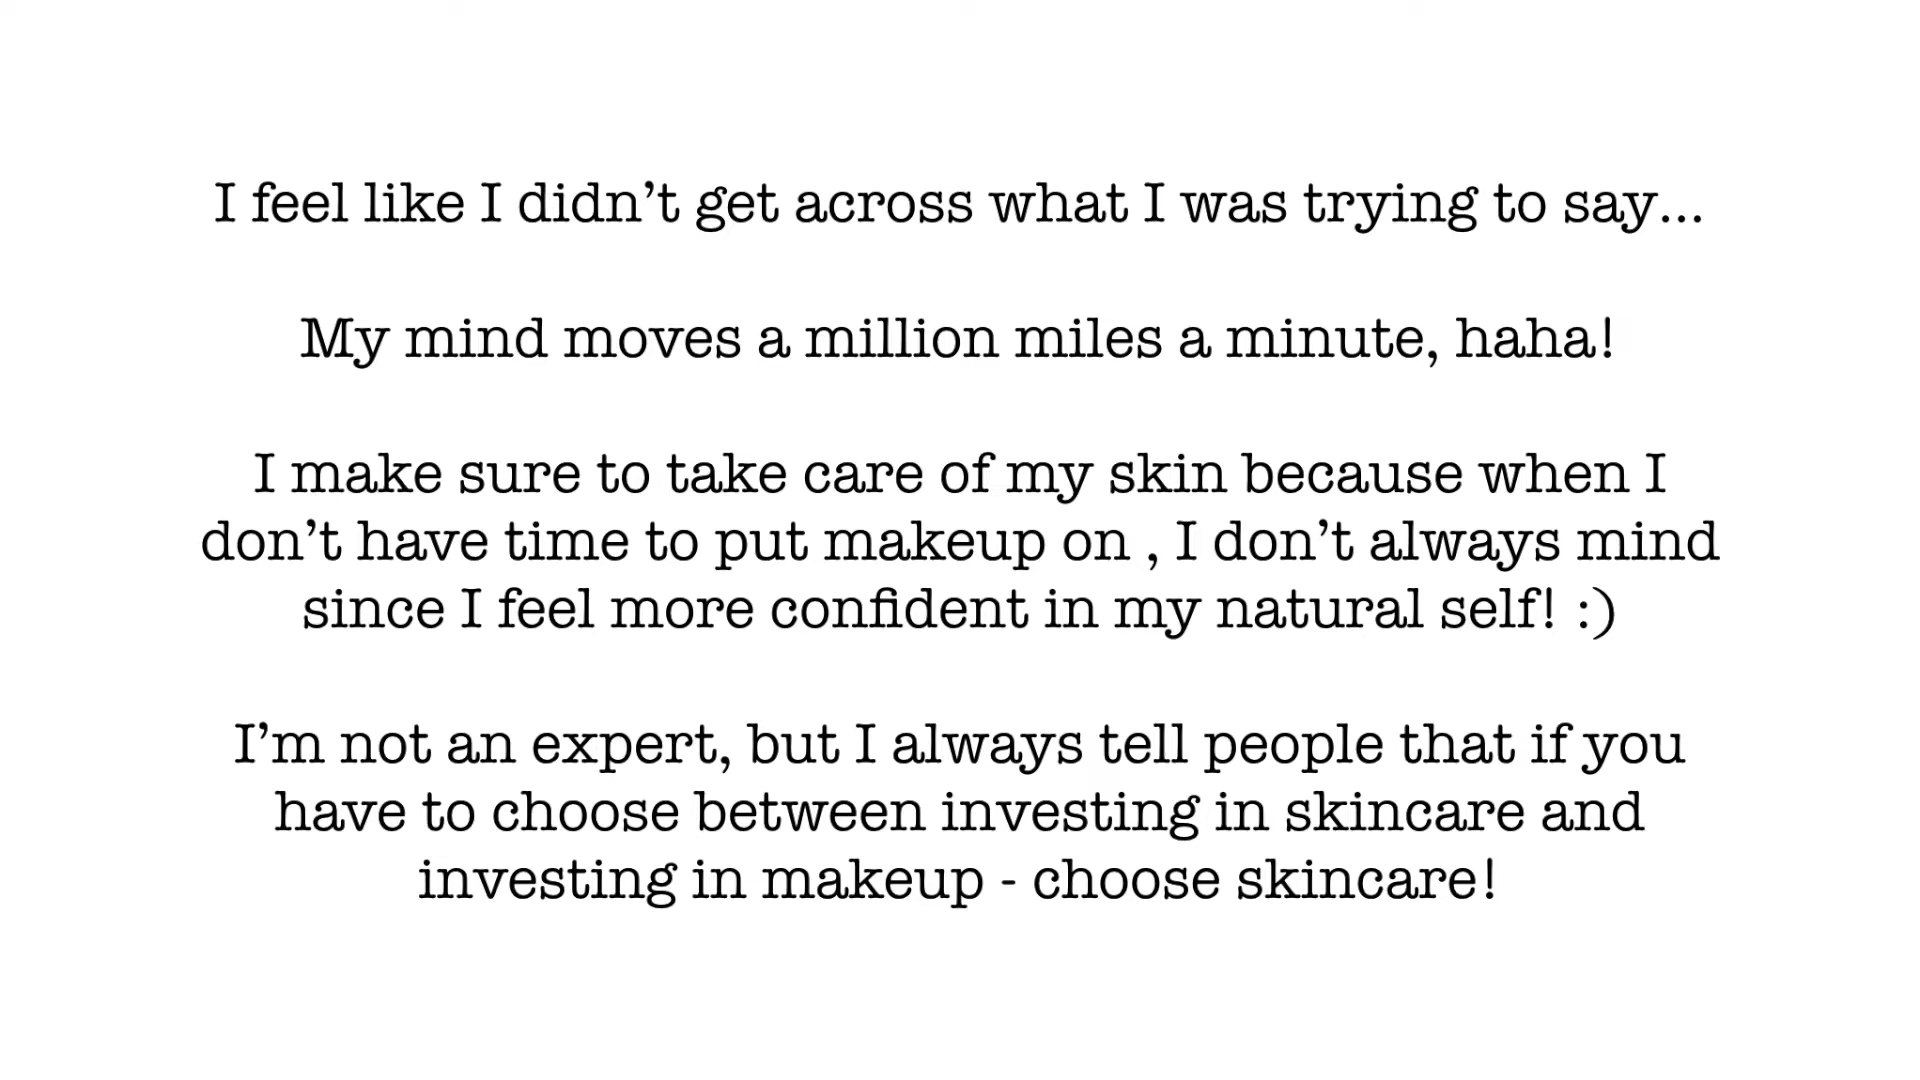 I feel like I didn’t get across what I was trying to say...
My mind moves a million miles a minute, haha!
I make sure to take care of my skin because when I
don’t have time to put makeup on , I don’t always mind
since I feel more confident in my natural self! :)
I’m not an expert, but I always tell people that if you
have to choose between investing in skincare and
investing in makeup - choose skincare!